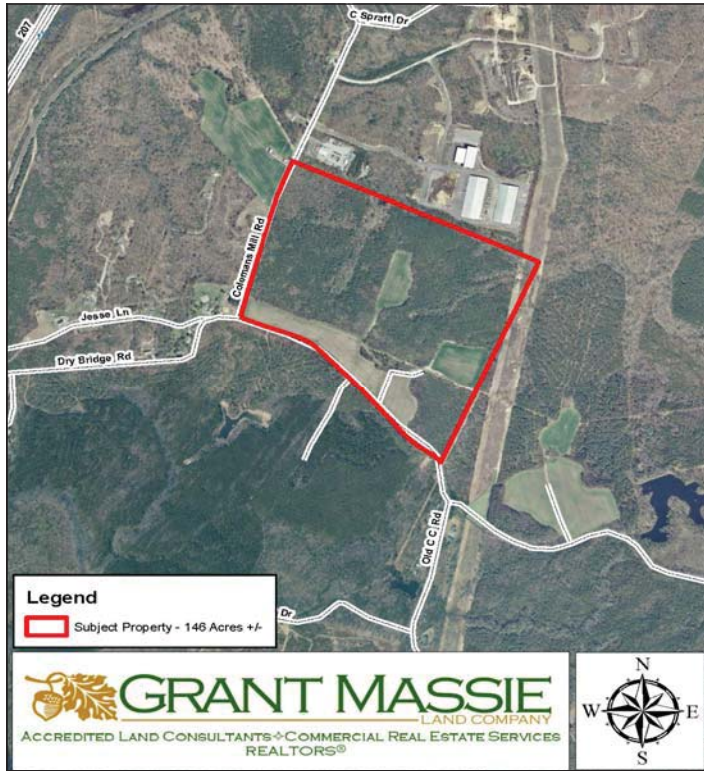 C Spratt Dr
207
Colemans Mill Rd
Jesse Ln
Dry Bridge Rd
Old C C Rd
Dr
Legend
Subject Property - 146 Acres +/-
GRANT MASSIE
LAND COMPANY
ACCREDITED LAND CONSULTANTS COMMERCIAL REAL ESTATE SERVICES
REALTORS®
N
W E
S